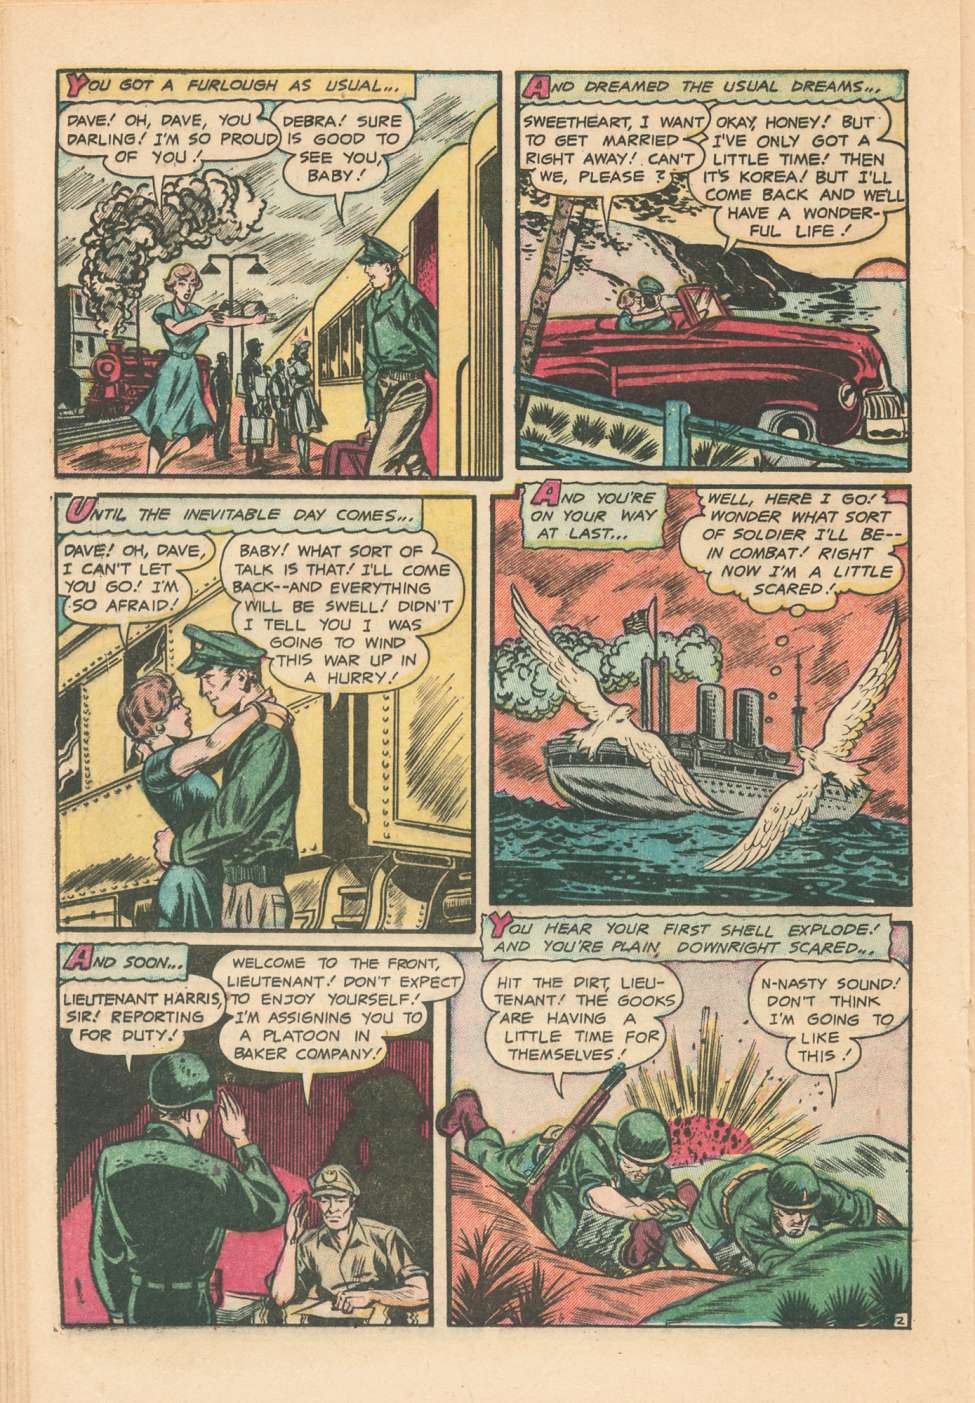 YOU GOT A FURLOUGH AS USUAL...
DAVE! OH, DAVE, YOU
DARLING! I'M SO PROUD
OF YOU!
DEBRA! SURE
IS GOOD TO
SEE YOU,
BABY!
AND DREAMED THE USUAL DREAMS...
SWEETHEART, I WANT
TO GET MARRIED
RIGHT AWAY! CAN'T
WE, PLEASE?
OKAY, HONEY! BUT
I'VE ONLY GOT A
LITTLE TIME! THEN
IT'S KOREA! BUT I'LL
COME BACK AND WE'LL
HAVE A WONDER-
FUL LIFE!
UNTIL THE INEVITABLE DAY COMES...
DAVE! OH, DAVE,
I CAN'T LET
YOU GO! I'M
SO AFRAID!
BABY! WHAT SORT OF
TALK IS THAT! I'LL COME
BACK--AND EVERYTHING
WILL BE SWELL! DIDN'T
I TELL YOU I WAS
GOING TO WIND
THIS WAR UP IN
A HURRY!
AND YOU'RE
ON YOUR WAY
AT LAST...
WELL, HERE I GO!
WONDER WHAT SORT
OF SOLDIER I'LL BE--
IN COMBAT! RIGHT
NOW I'M A LITTLE
SCARED!
AND SOON...
LIEUTENANT HARRIS,
SIR! REPORTING
FOR DUTY!
WELCOME TO THE FRONT,
LIEUTENANT! DON'T EXPECT
TO ENJOY YOURSELF!
I'M ASSIGNING YOU TO
A PLATOON IN
BAKER COMPANY!
YOU HEAR YOUR FIRST SHELL EXPLODE!
AND YOU'RE PLAIN, DOWNRIGHT SCARED...
HIT THE DIRT, LIEU-
TENANT! THE GOOKS
ARE HAVING A
LITTLE TIME FOR
THEMSELVES!
N-NASTY SOUND!
DON'T THINK
I'M GOING TO
LIKE
THIS!
2